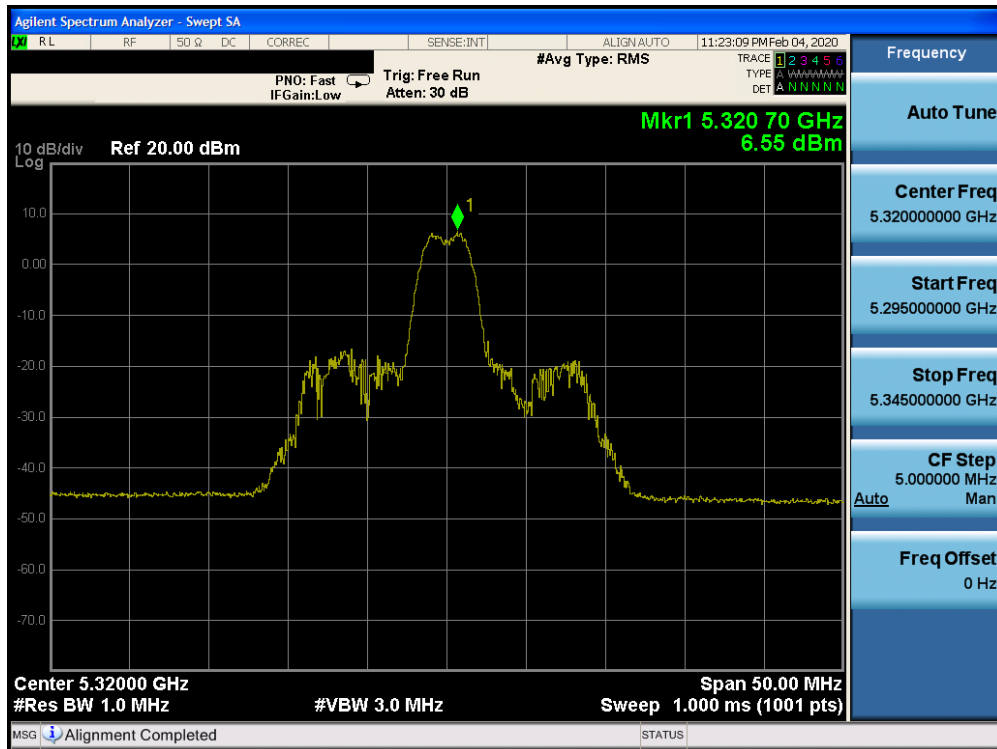 Agilent Spectrum Analyzer - Swept SA
LXI RL RF 50 Ω DC CORREC SENSE:INT ALIGN AUTO 11:23:09 PM Feb 04, 2020
Frequency
PNO: Fast
IFGain:Low
Trig: Free Run
Atten: 30 dB
#Avg Type: RMS
TRACE 1 2 3 4 5 6
TYPE A WWWWWW
DET A N N N N N
Auto Tune
Mkr1 5.320 70 GHz
6.55 dBm
10 dB/div Ref 20.00 dBm
Log
1
10.0
0.00
-10.0
-20.0
-30.0
-40.0
-50.0
-60.0
-70.0
Center Freq
5.320000000 GHz
Start Freq
5.295000000 GHz
Stop Freq
5.345000000 GHz
CF Step
5.000000 MHz
Auto Man
Freq Offset
0 Hz
Center 5.32000 GHz Span 50.00 MHz
#Res BW 1.0 MHz #VBW 3.0 MHz Sweep 1.000 ms (1001 pts)
MSG Alignment Completed STATUS